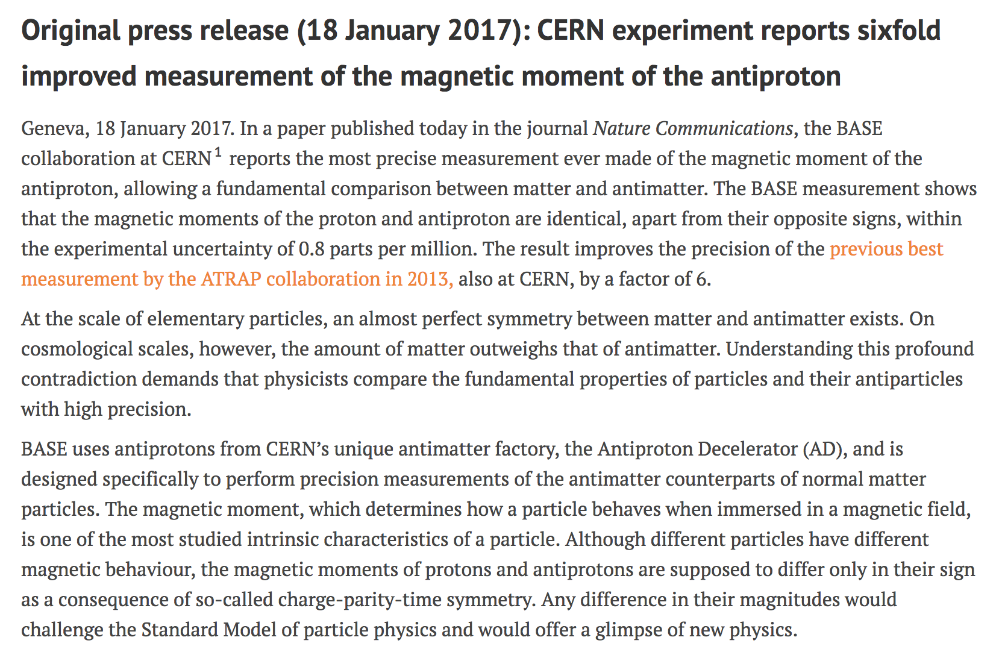 Original press release (18 January 2017): CERN experiment reports sixfold
improved measurement of the magnetic moment of the antiproton
Geneva, 18 January 2017. In a paper published today in the journal Nature Communications, the BASE
collaboration at CERN¹ reports the most precise measurement ever made of the magnetic moment of the
antiproton, allowing a fundamental comparison between matter and antimatter. The BASE measurement shows
that the magnetic moments of the proton and antiproton are identical, apart from their opposite signs, within
the experimental uncertainty of 0.8 parts per million. The result improves the precision of the previous best
measurement by the ATRAP collaboration in 2013, also at CERN, by a factor of 6.
At the scale of elementary particles, an almost perfect symmetry between matter and antimatter exists. On
cosmological scales, however, the amount of matter outweighs that of antimatter. Understanding this profound
contradiction demands that physicists compare the fundamental properties of particles and their antiparticles
with high precision.
BASE uses antiprotons from CERN’s unique antimatter factory, the Antiproton Decelerator (AD), and is
designed specifically to perform precision measurements of the antimatter counterparts of normal matter
particles. The magnetic moment, which determines how a particle behaves when immersed in a magnetic field,
is one of the most studied intrinsic characteristics of a particle. Although different particles have different
magnetic behaviour, the magnetic moments of protons and antiprotons are supposed to differ only in their sign
as a consequence of so-called charge-parity-time symmetry. Any difference in their magnitudes would
challenge the Standard Model of particle physics and would offer a glimpse of new physics.